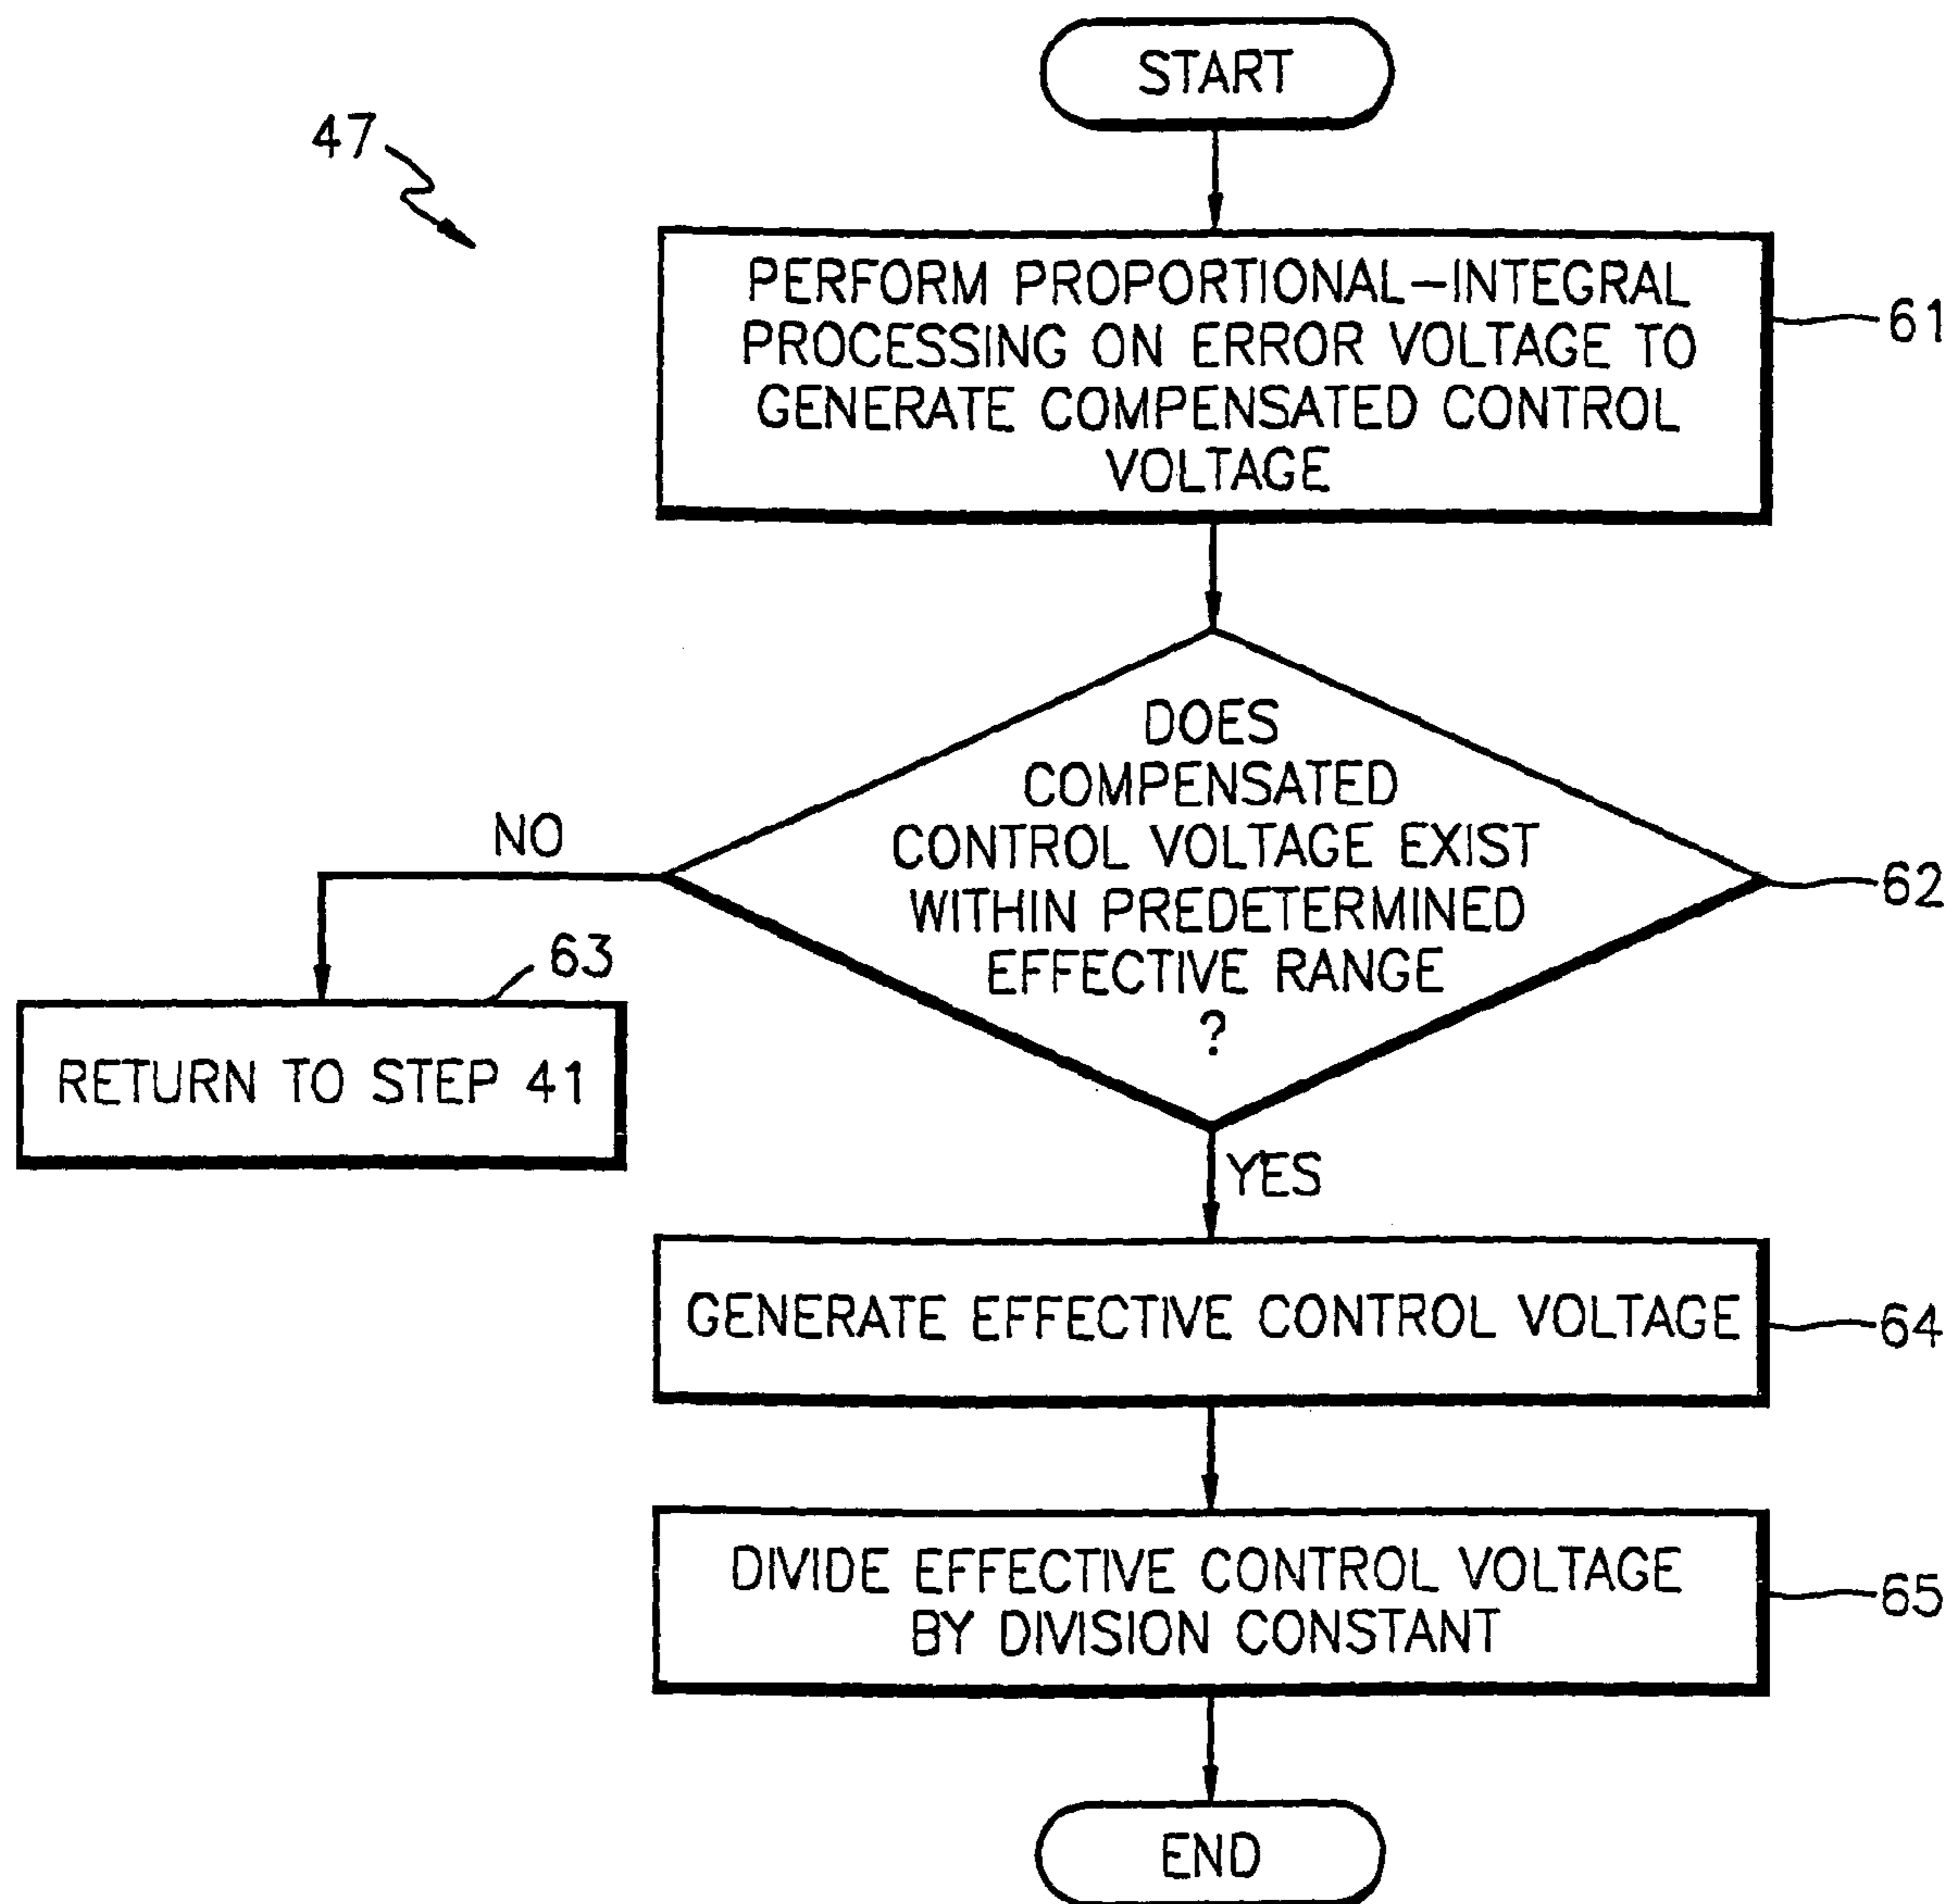 START
47
PERFORM PROPORTIONAL-INTEGRAL
PROCESSING ON ERROR VOLTAGE TO
GENERATE COMPENSATED CONTROL
VOLTAGE
61
DOES
COMPENSATED
CONTROL VOLTAGE EXIST
WITHIN PREDETERMINED
EFFECTIVE RANGE
?
62
NO
63
RETURN TO STEP 41
YES
GENERATE EFFECTIVE CONTROL VOLTAGE
64
DIVIDE EFFECTIVE CONTROL VOLTAGE
BY DIVISION CONSTANT
65
END